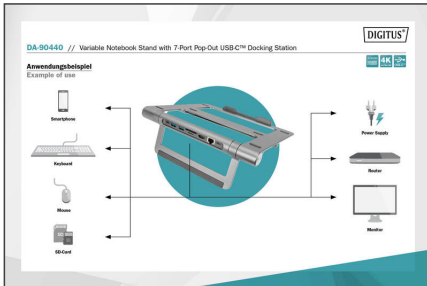 DIGITUS®
DA-90440 // Variable Notebook Stand with 7-Port Pop-Out USB-C™ Docking Station
Anwendungsbeispiel
Example of use
4K
Smartphone
Power Supply
Keyboard
Router
Mouse
Monitor
SD-Card